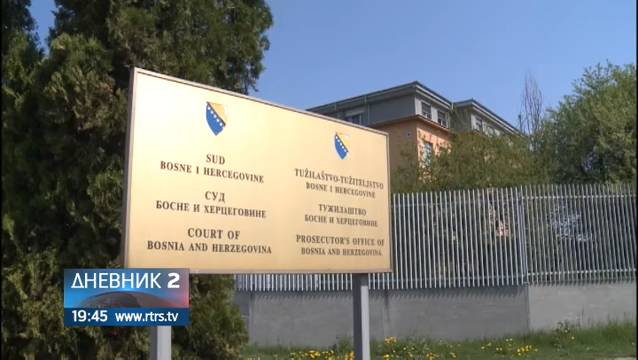 SUD
BOSNE I HERCEGOVINE
СУД
БОСНЕ И ХЕРЦЕГОВИНЕ
COURT OF
BOSNIA AND HERZEGOVINA
TUŽILAŠTVO-TUŽITELJSTVO
BOSNE I HERCEGOVINE
ТУЖИЛАШТВО
БОСНЕ И ХЕРЦЕГОВИНЕ
PROSECUTOR'S OFFICE OF
BOSNIA AND HERZEGOVINA
ДНЕВНИК 2
19:45 www.rtrs.tv